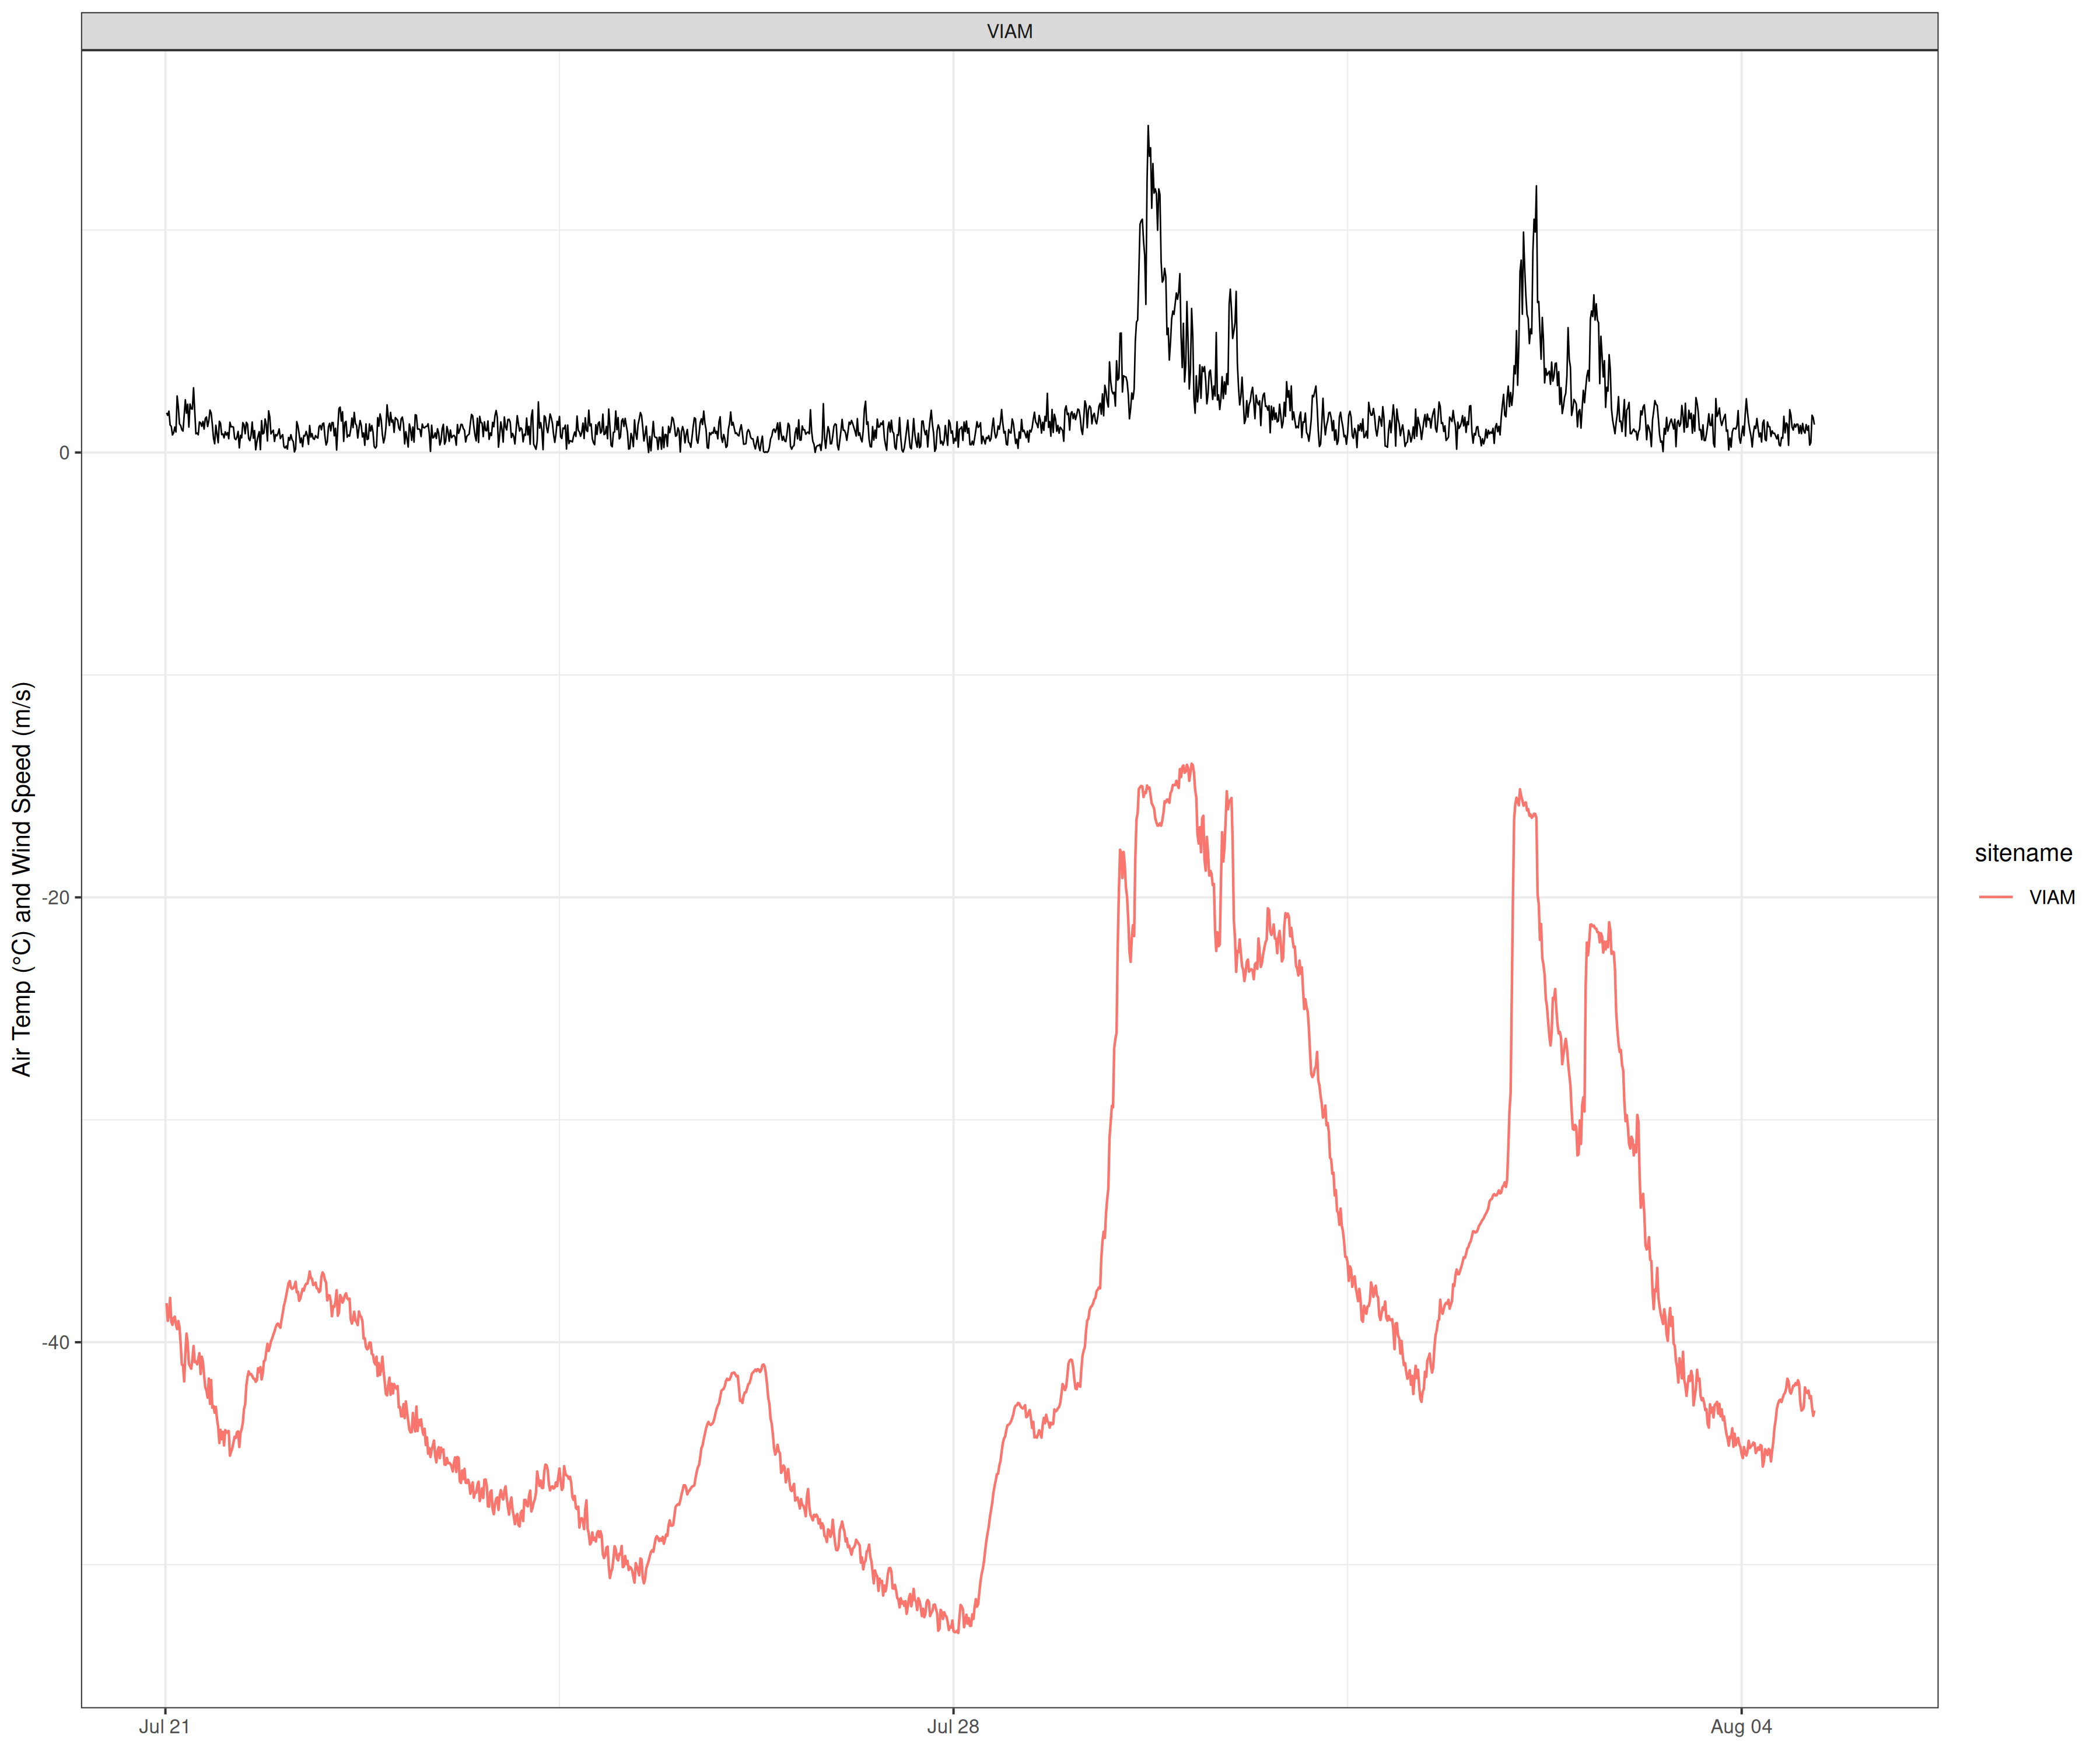 VIAM
Air Temp (°C) and Wind Speed (m/s)
0
-20
-40
Jul 21
Jul 28
Aug 04
sitename
VIAM